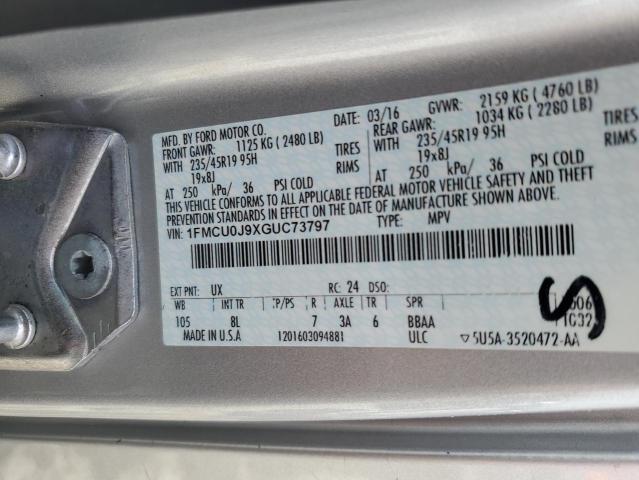 MFD. BY FORD MOTOR CO.
DATE: 03/16 GVWR: 2159 KG ( 4760 LB)
FRONT GAWR: 1125 KG ( 2480 LB) REAR GAWR: 1034 KG ( 2280 LB)
WITH 235/45R19 95H TIRES WITH 235/45R19 95H TIRES
19x8J RIMS 19x8J RIMS
AT 250 kPa/ 36 PSI COLD AT 250 kPa/ 36 PSI COLD
THIS VEHICLE CONFORMS TO ALL APPLICABLE FEDERAL MOTOR VEHICLE SAFETY AND THEFT
PREVENTION STANDARDS IN EFFECT ON THE DATE OF MANUFACTURE SHOWN ABOVE.
VIN: 1FMCU0J9XGUC73797 TYPE: MPV
EXT PNT: UX RC: 24 DSO:
WB INT TR TP/PS R AXLE TR SPR
105 8L 7 3A 6 BBAA
MADE IN U.S.A 1201603094881 ULC ▽5U5A-3520472-AA
S